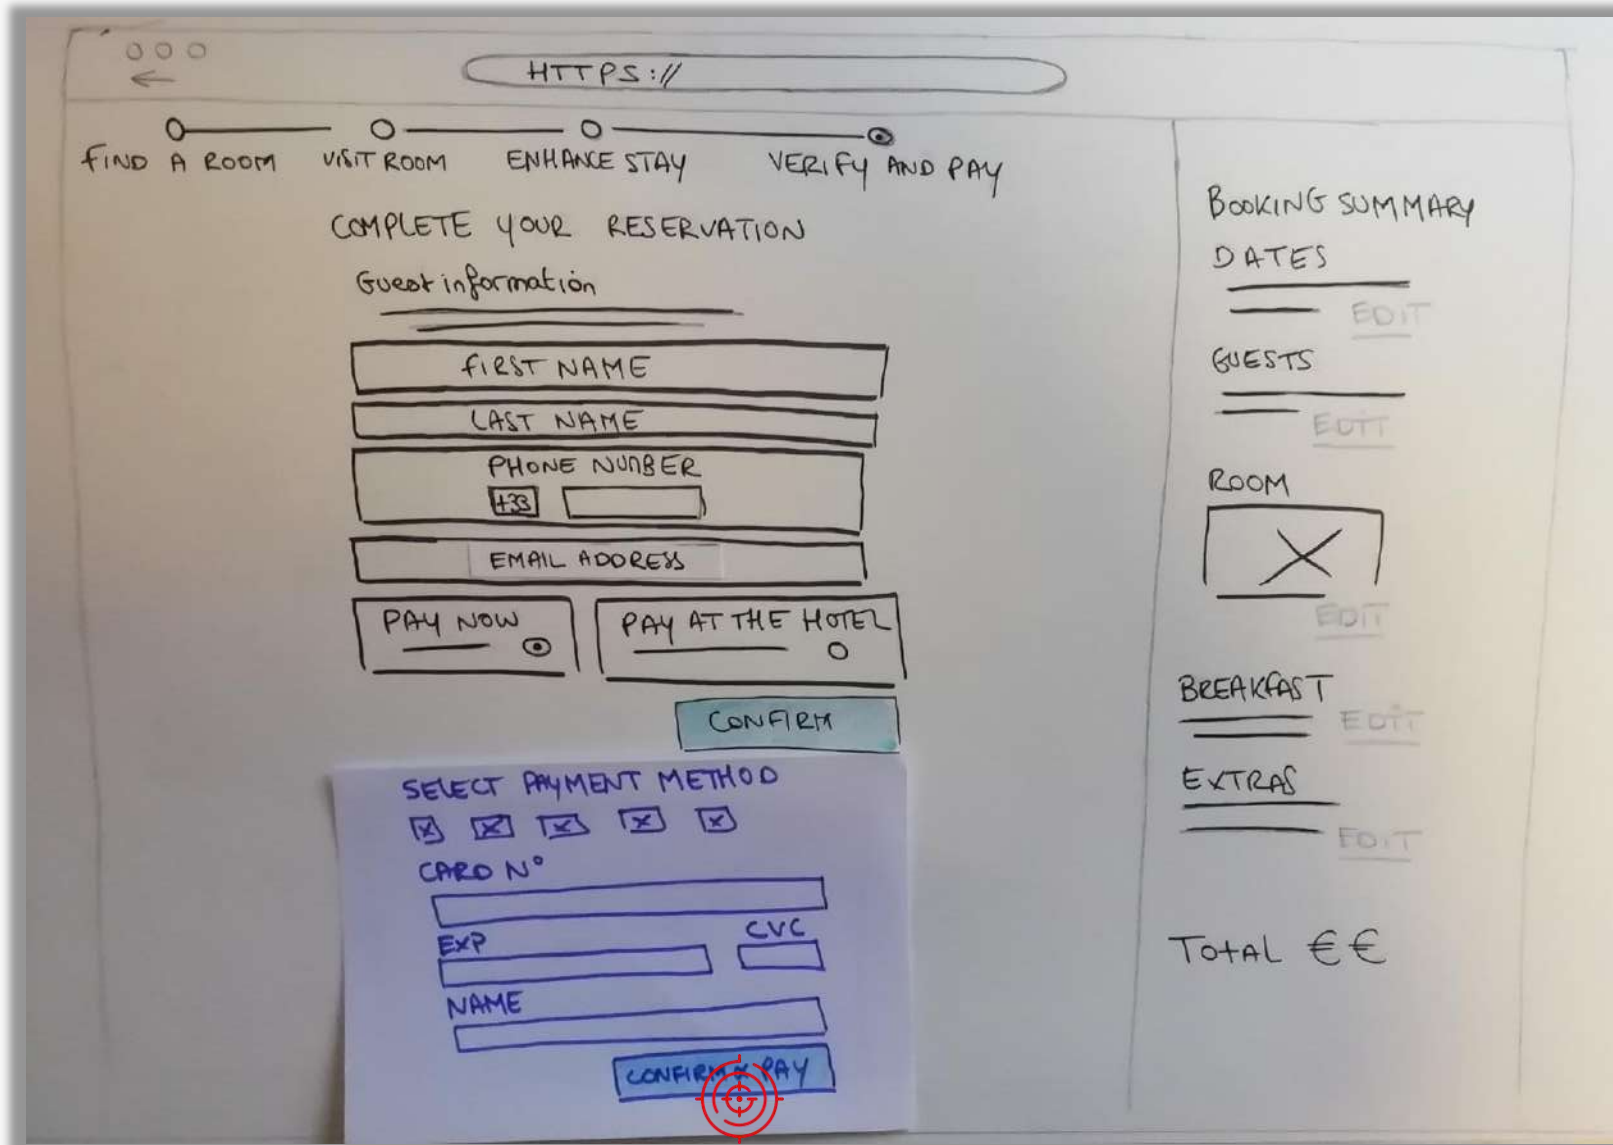 HTTPS://
FIND A ROOM
VISIT ROOM
ENHANCE STAY
VERIFY AND PAY
COMPLETE YOUR RESERVATION
Guest information
FIRST NAME
LAST NAME
PHONE NUMBER
+33
EMAIL ADDRESS
PAY NOW
PAY AT THE HOTEL
CONFIRM
SELECT PAYMENT METHOD
CARD N°
EXP
CVC
NAME
CONFIRM & PAY
BOOKING SUMMARY
DATES
EDIT
GUESTS
EDIT
ROOM
EDIT
BREAKFAST
EDIT
EXTRAS
EDIT
TOTAL €€